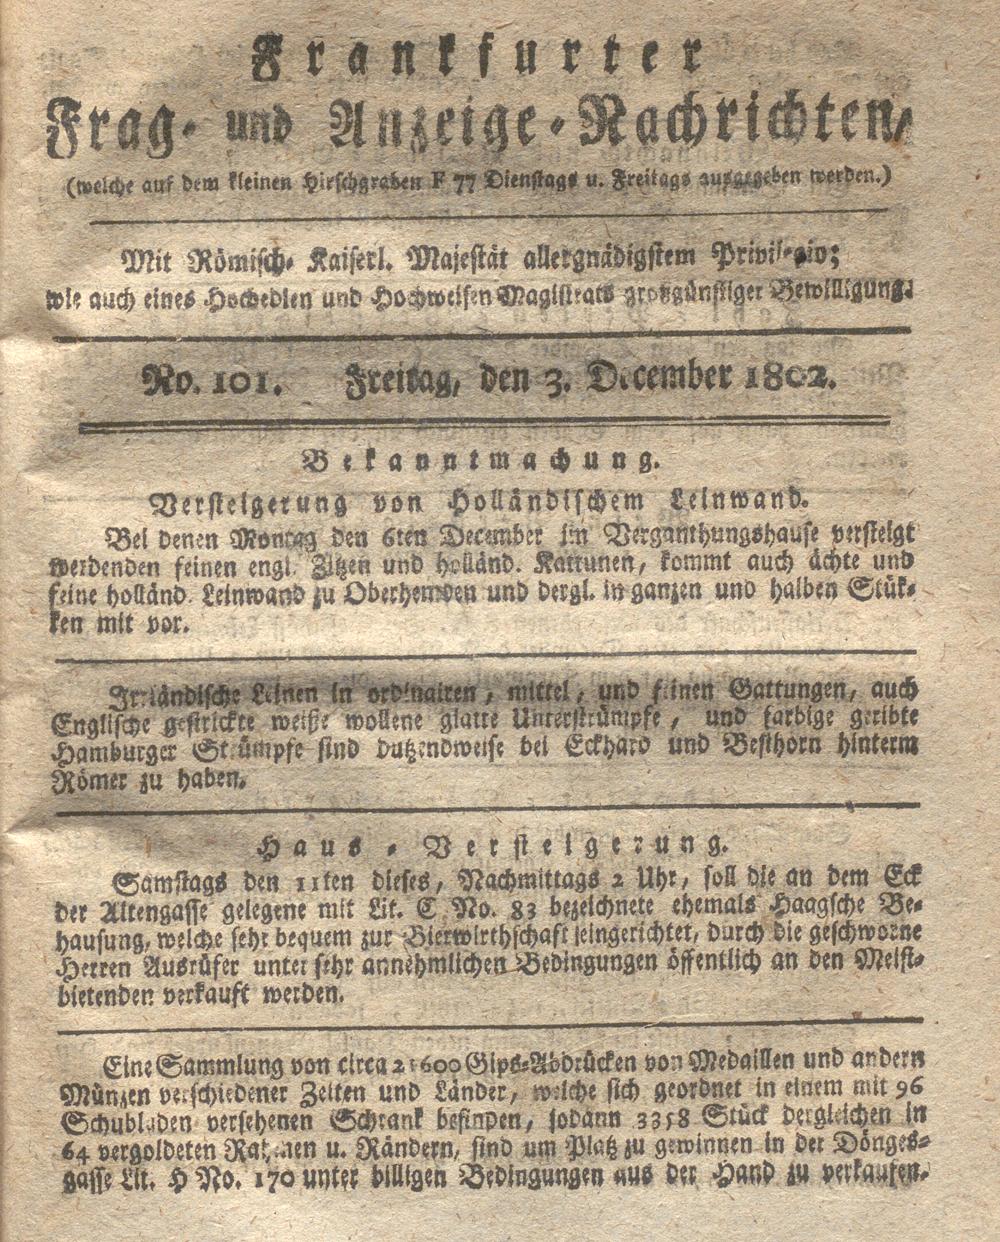 Frankfurter
Frag- und Anzeige-Nachrichten,
(welche auf dem kleinen Hirschgraben F 77 Dienstags u. Freitags ausgegeben werden.)
Mit Römisch- Kaiserl. Majestät allergnädigstem Privilegio;
wie auch eines Hochedlen und Hochweisen Magistrats grosgünstiger Bewilligung.
No. 101. Freitag, den 3. December 1802.
Bekanntmachung.
Versteigerung von Holländischem Leinwand.
Bei denen Montag den 6ten December im Verganthungshause versteigt
werdenden feinen engl. Zitzen und holländ. Kattunen, kommt auch ächte und
feine holländ. Leinwand zu Oberhemden und dergl. in ganzen und halben Stük-
ken mit vor.
Irrländische Leinen in ordinairen, mittel, und feinen Gattungen, auch
Englische gestrickte weiße wollene glatte Unterstrümpfe, und farbige geribte
Hamburger Strümpfe sind dutzendweise bei Eckhard und Besthorn hinterm
Römer zu haben.
Haus-Versteigerung.
Samstags den 11ten dieses, Nachmittags 2 Uhr, soll die an dem Eck
der Altengasse gelegene mit Lit. C No. 83 bezeichnete ehemals Haagsche Be-
hausung, welche sehr bequem zur Bierwirthschaft eingerichtet, durch die geschworne
Herren Ausrüfer unter sehr annehmlichen Bedingungen öffentlich an den Meist-
bietenden verkauft werden.
Eine Sammlung von circa Gips-Abdrücken von Medaillen und andern
Münzen verschiedener Zeiten und Länder, welche sich geordnet in einem mit 96
Schubladen versehenen Schrank befinden, sodann 3358 Stück dergleichen in
64 vergoldeten Rahmen u. Rändern, sind um Platz zu gewinnen in der Dönges-
gasse Lit. H No. 170 unter billigen Bedingungen aus der Hand zu verkaufen.